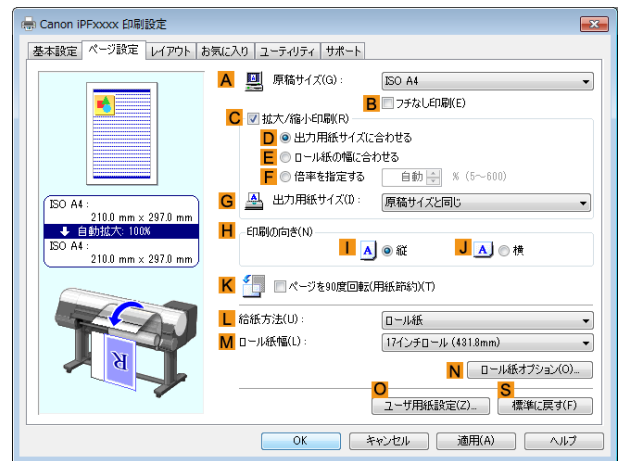 Canon iPFxxxx 印刷設定
基本設定 ページ設定 レイアウト お気に入り ユーティリティ サポート
A 原稿サイズ(G): ISO A4
B フチなし印刷(E)
C 拡大/縮小印刷(R)
D 出力用紙サイズに合わせる
E ロール紙の幅に合わせる
F 倍率を指定する 自動 % (5～600)
G 出力用紙サイズ(I): 原稿サイズと同じ
ISO A4 :
210.0 mm x 297.0 mm
自動拡大: 100%
ISO A4 :
210.0 mm x 297.0 mm
H 印刷の向き(N)
I A 縦 J A 横
K ページを90度回転(用紙節約)(T)
L 給紙方法(U): ロール紙
M ロール紙幅(L): 17インチロール (431.8mm)
R
N ロール紙オプション(O)...
O ユーザ用紙設定(Z)... S 標準に戻す(F)
OK キャンセル 適用(A) ヘルプ